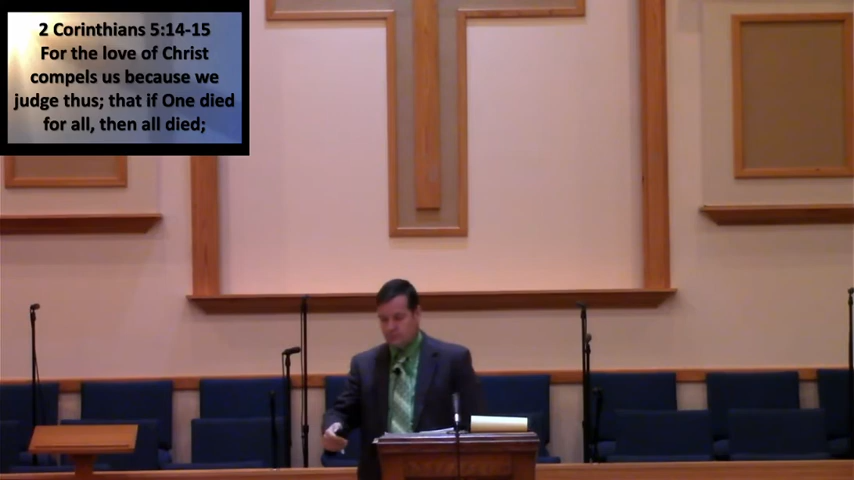 2 Corinthians 5:14-15
For the love of Christ
compels us because we
judge thus; that if One died
for all, then all died;